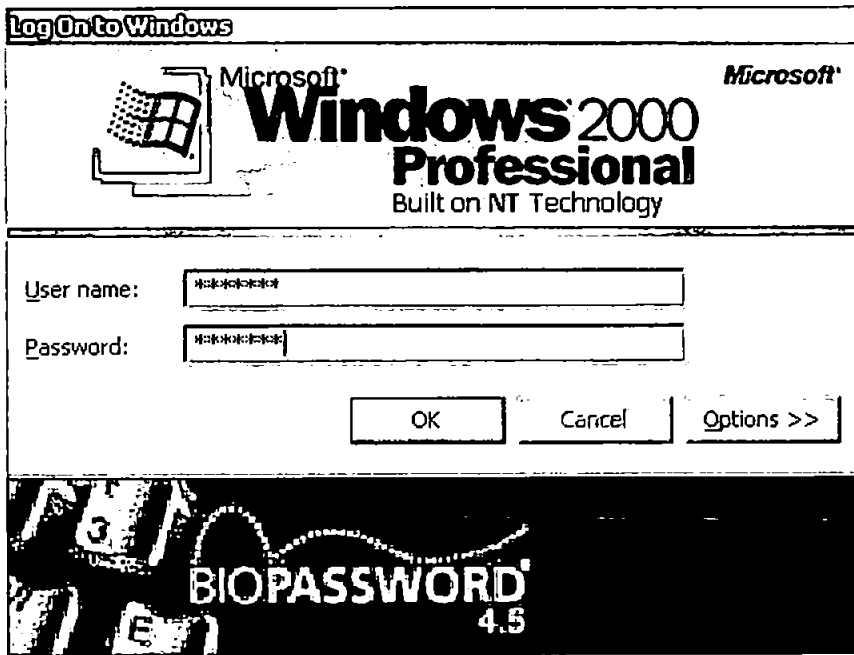 Log On to Windows
Microsoft
Microsoft
Windows 2000
Professional
Built on NT Technology
User name: *******
Password: ********
OK Cancel Options >>
3
E
BIOPASSWORD
4.5